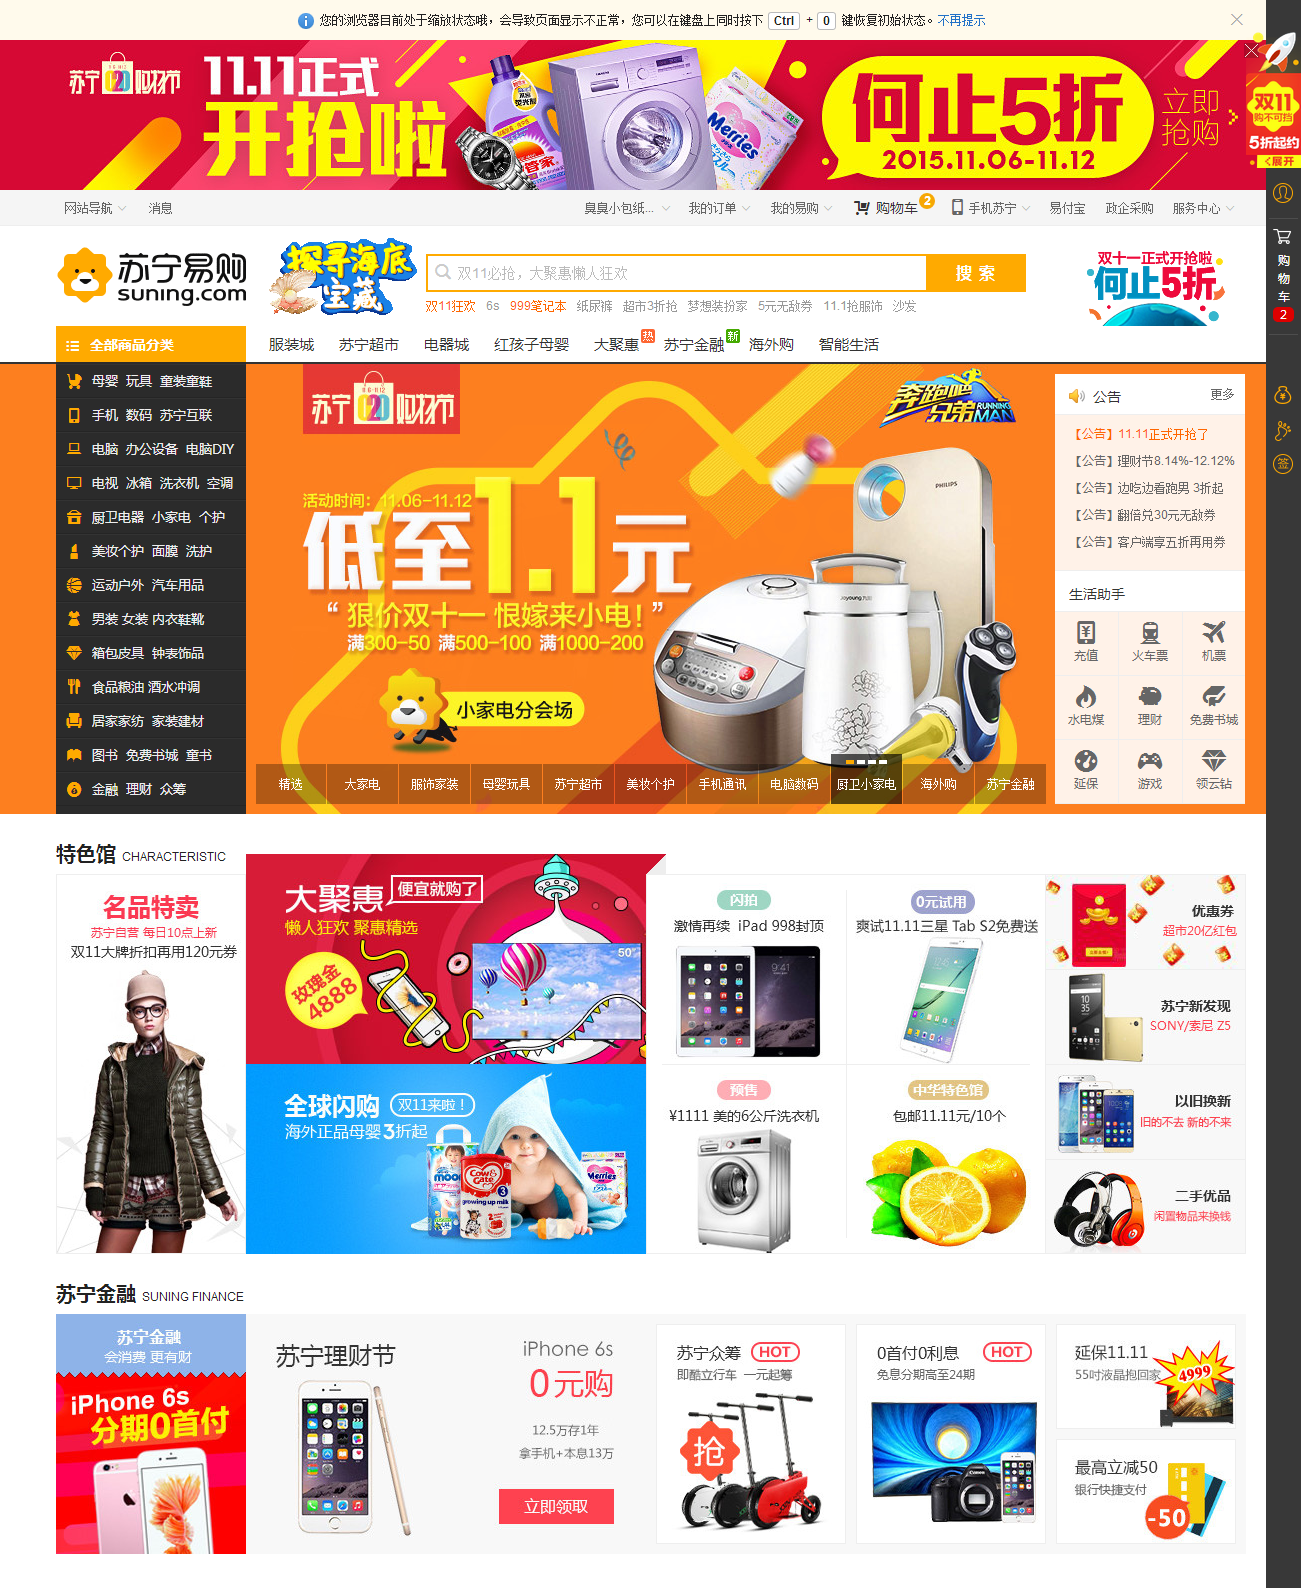 您的浏览器目前处于缩放状态哦，会导致页面显示不正常，您可以在键盘上同时按下 Ctrl + 0 键恢复初始状态。不再提示
苏宁 购物节 11.11正式
开抢啦
何止5折
2015.11.06-11.12
立即
抢购
双11
购不可挡
5折起约
<展开
网站导航 消息 臭臭小包纸... 我的订单 我的易购 购物车 2 手机苏宁 易付宝 政企采购 服务中心
苏宁易购
suning.com
探寻海底
宝藏
双11必抢，大聚惠懒人狂欢 搜索
双11狂欢 6s 999笔记本 纸尿裤 超市3折抢 梦想装扮家 5元无敌券 11.1抢服饰 沙发
双十一正式开抢啦
何止5折
购物车
2
签
全部商品分类 服装城 苏宁超市 电器城 红孩子母婴 大聚惠 热 苏宁金融 新 海外购 智能生活
母婴 玩具 童装童鞋
手机 数码 苏宁互联
电脑 办公设备 电脑DIY
电视 冰箱 洗衣机 空调
厨卫电器 小家电 个护
美妆个护 面膜 洗护
运动户外 汽车用品
男装 女装 内衣鞋靴
箱包皮具 钟表饰品
食品粮油 酒水冲调
居家家纺 家装建材
图书 免费书城 童书
金融 理财 众筹
苏宁 购物节
奔跑吧
兄弟 RUNNING MAN
活动时间：11.06-11.12
低至1.1元
“狠价双十一 恨嫁来小电！”
满300-50 满500-100 满1000-200
小家电分会场
PHILIPS
Joyoung九阳
精选 大家电 服饰家装 母婴玩具 苏宁超市 美妆个护 手机通讯 电脑数码 厨卫小家电 海外购 苏宁金融
公告 更多
【公告】11.11正式开抢了
【公告】理财节8.14%-12.12%
【公告】边吃边看跑男 3折起
【公告】翻倍兑30元无敌券
【公告】客户端享五折再用券
生活助手
充值 火车票 机票
水电煤 理财 免费书城
延保 游戏 领云钻
特色馆 CHARACTERISTIC
名品特卖
苏宁自营 每日10点上新
双11大牌折扣再用120元券
大聚惠 便宜就购了
懒人狂欢 聚惠精选
玫瑰金
4888
50"
全球闪购 双11来啦！
海外正品母婴3折起
moony
Cow&Gate
3
growing up milk
Merries
闪拍
激情再续 iPad 998封顶
0元试用
爽试11.11三星 Tab S2免费送
预售
¥1111 美的6公斤洗衣机
中华特色馆
包邮11.11元/10个
优惠券
超市20亿红包
苏宁新发现
SONY/索尼 Z5
以旧换新
旧的不去 新的不来
二手优品
闲置物品来换钱
苏宁金融 SUNING FINANCE
苏宁金融
会消费 更有财
iPhone 6s
分期0首付
苏宁理财节
iPhone 6s
0元购
12.5万存1年
拿手机+本息13万
立即领取
苏宁众筹 HOT
即酷立行车 一元起筹
抢
0首付0利息 HOT
免息分期高至24期
Canon
延保11.11
55吋液晶抱回家
4999
最高立减50
银行快捷支付
-50